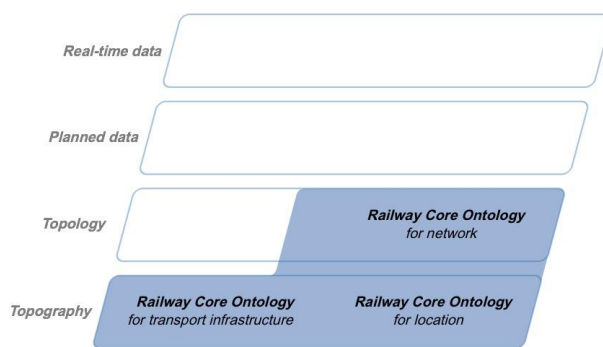 Real-time data
Planned data
Topology
Railway Core Ontology
for network
Topography
Railway Core Ontology
for transport infrastructure
Railway Core Ontology
for location